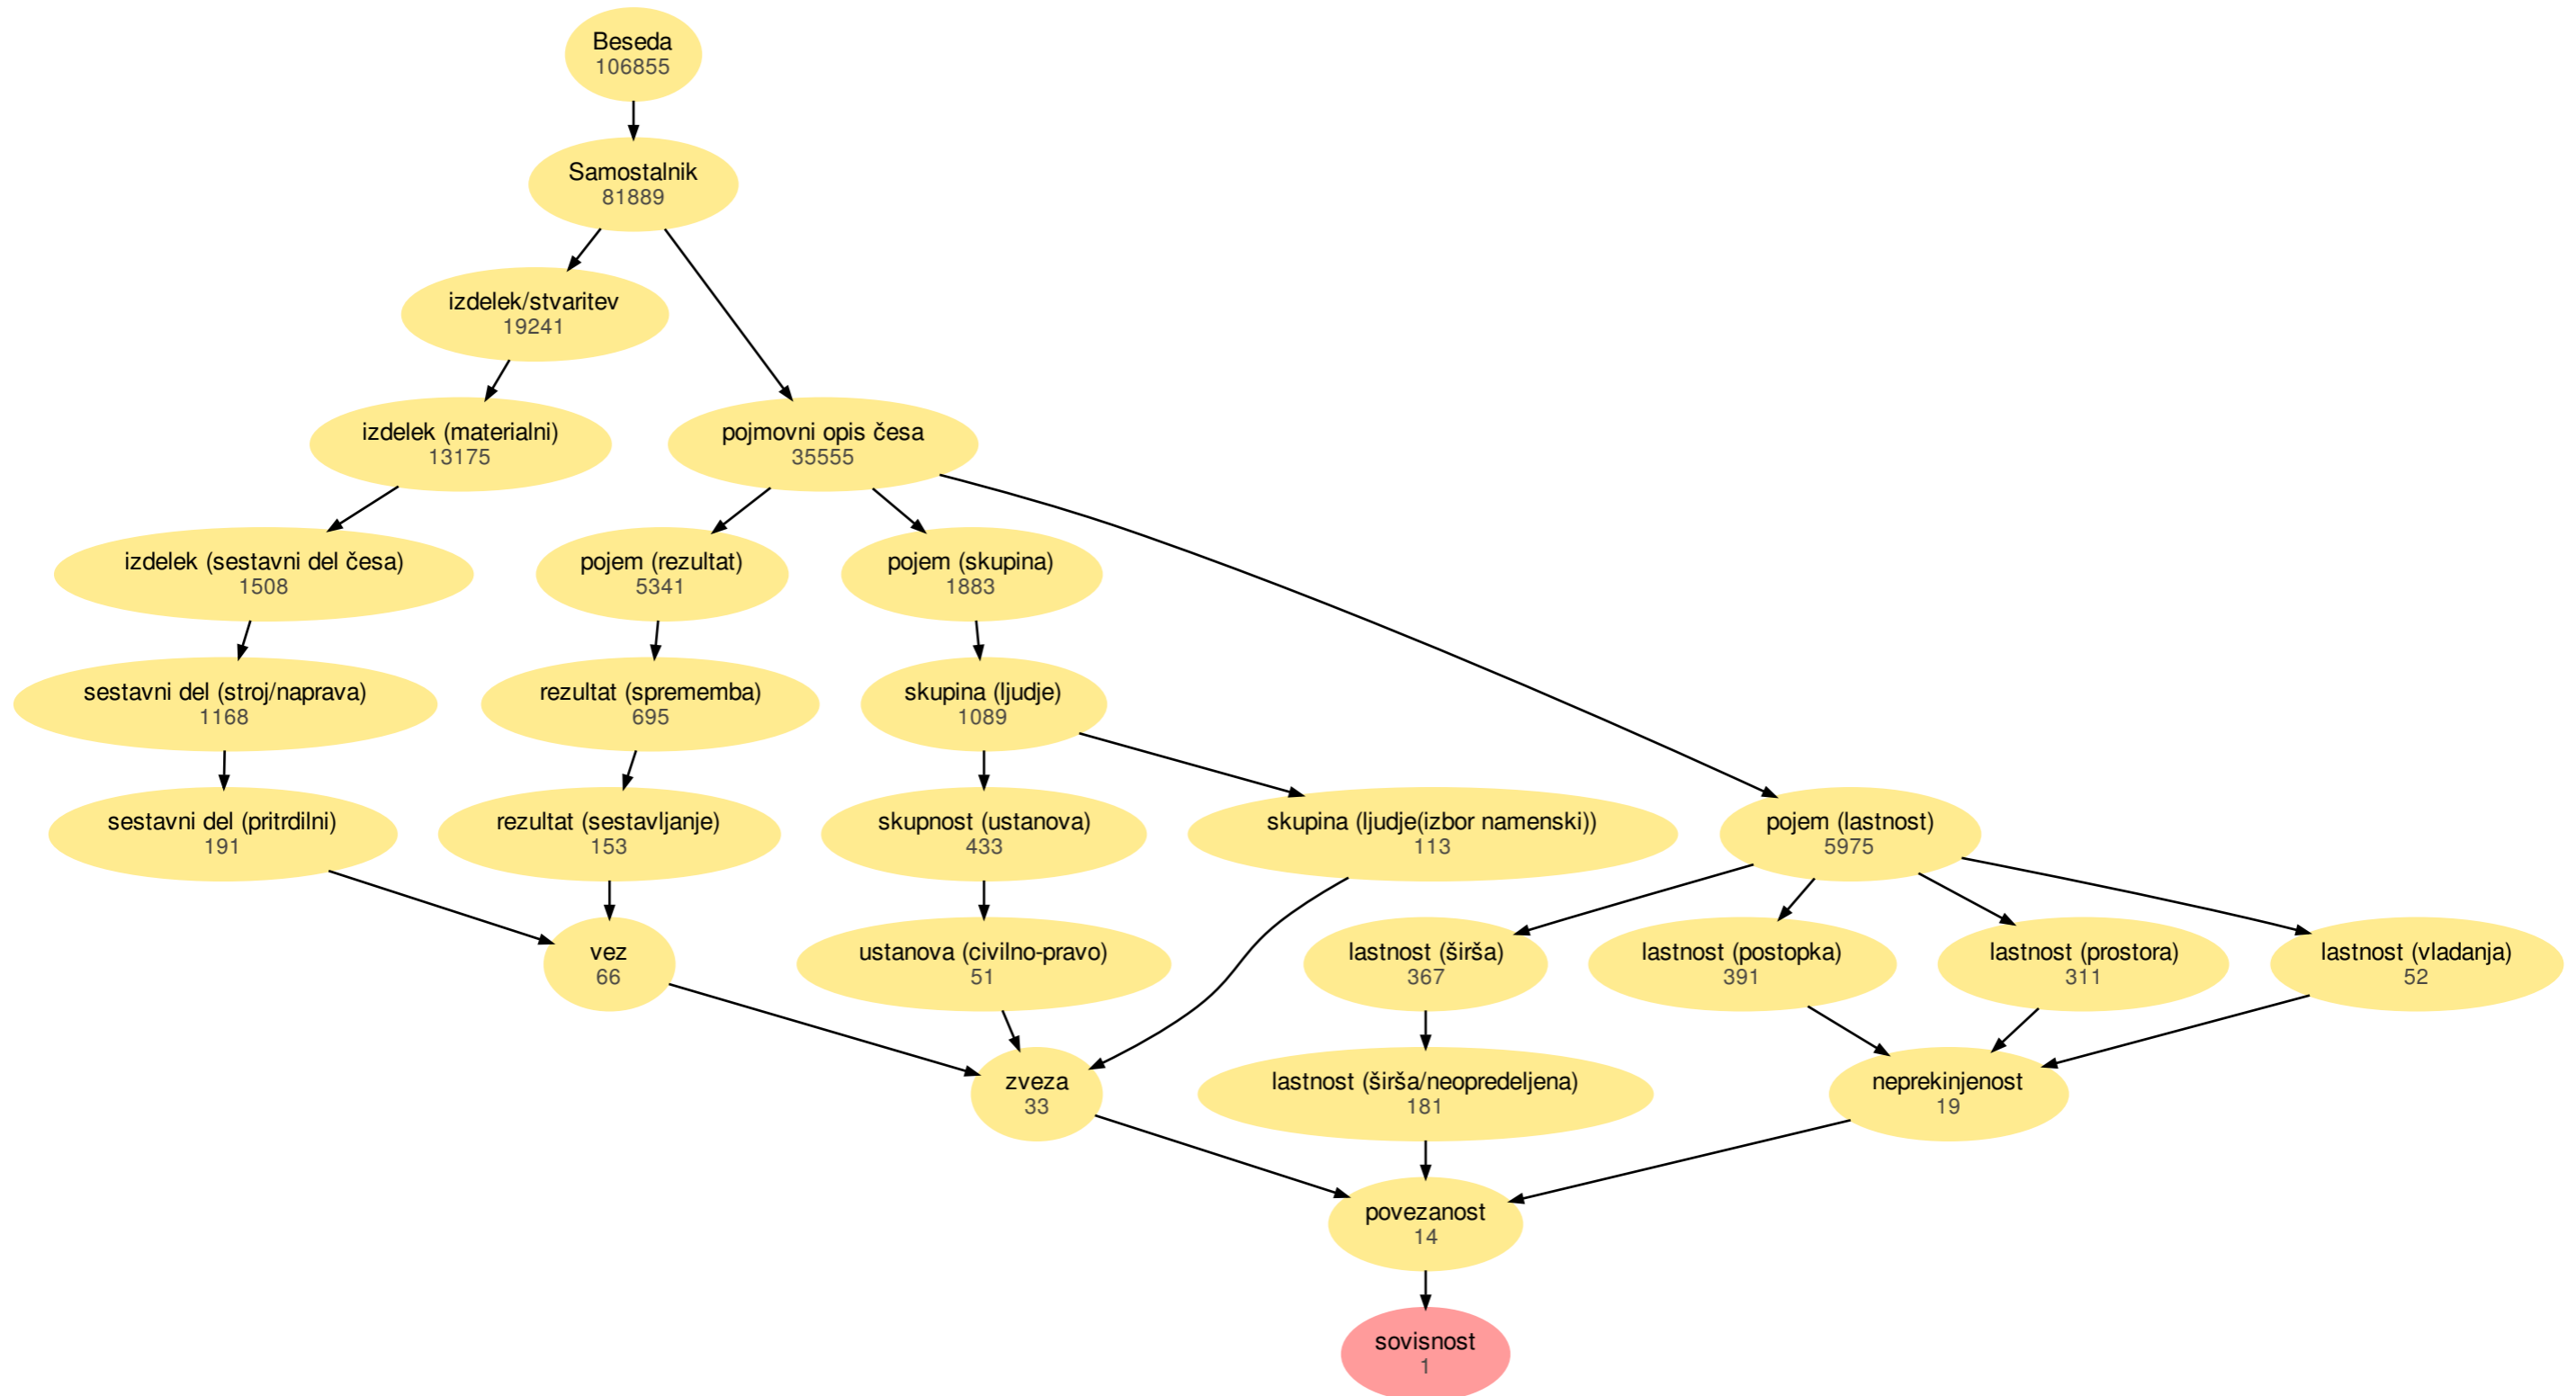 Beseda
106855
Samostalnik
81889
izdelek/stvaritev
19241
izdelek (materialni)
13175
pojmovni opis česa
35555
izdelek (sestavni del česa)
1508
pojem (rezultat)
5341
pojem (skupina)
1883
sestavni del (stroj/naprava)
1168
rezultat (sprememba)
695
skupina (ljudje)
1089
sestavni del (pritrdilni)
191
rezultat (sestavljanje)
153
skupnost (ustanova)
433
skupina (ljudje(izbor namenski))
113
pojem (lastnost)
5975
vez
66
ustanova (civilno-pravo)
51
lastnost (širša)
367
lastnost (postopka)
391
lastnost (prostora)
311
lastnost (vladanja)
52
zveza
33
lastnost (širša/neopredeljena)
181
neprekinjenost
19
povezanost
14
sovisnost
1